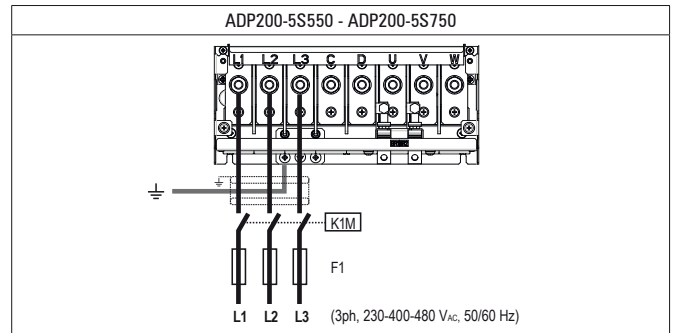 ADP200-5S550 - ADP200-5S750
L1 L2 L3 C D U V W
K1M
F1
L1 L2 L3 (3ph, 230-400-480 VAC, 50/60 Hz)